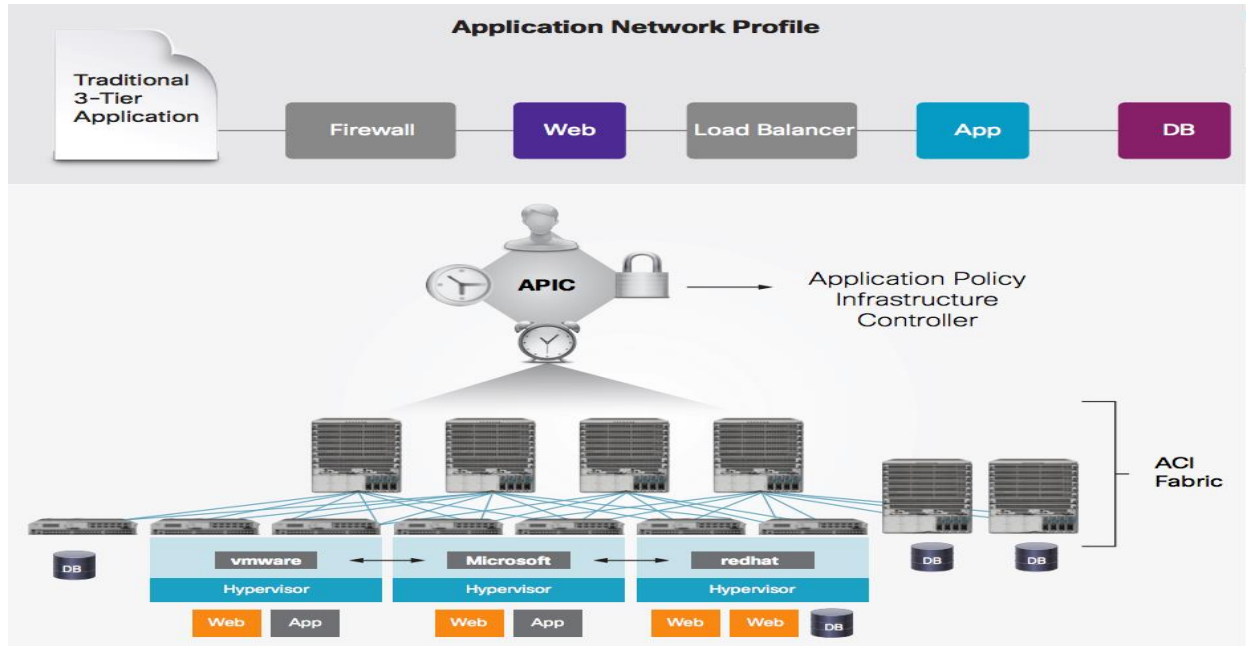 Application Network Profile
Traditional
3-Tier
Application
Firewall
Web
Load Balancer
App
DB
APIC
Application Policy
Infrastructure
Controller
ACI
Fabric
vmware
Microsoft
redhat
DB
DB
DB
Hypervisor
Hypervisor
Hypervisor
Web
App
Web
App
Web
Web
DB